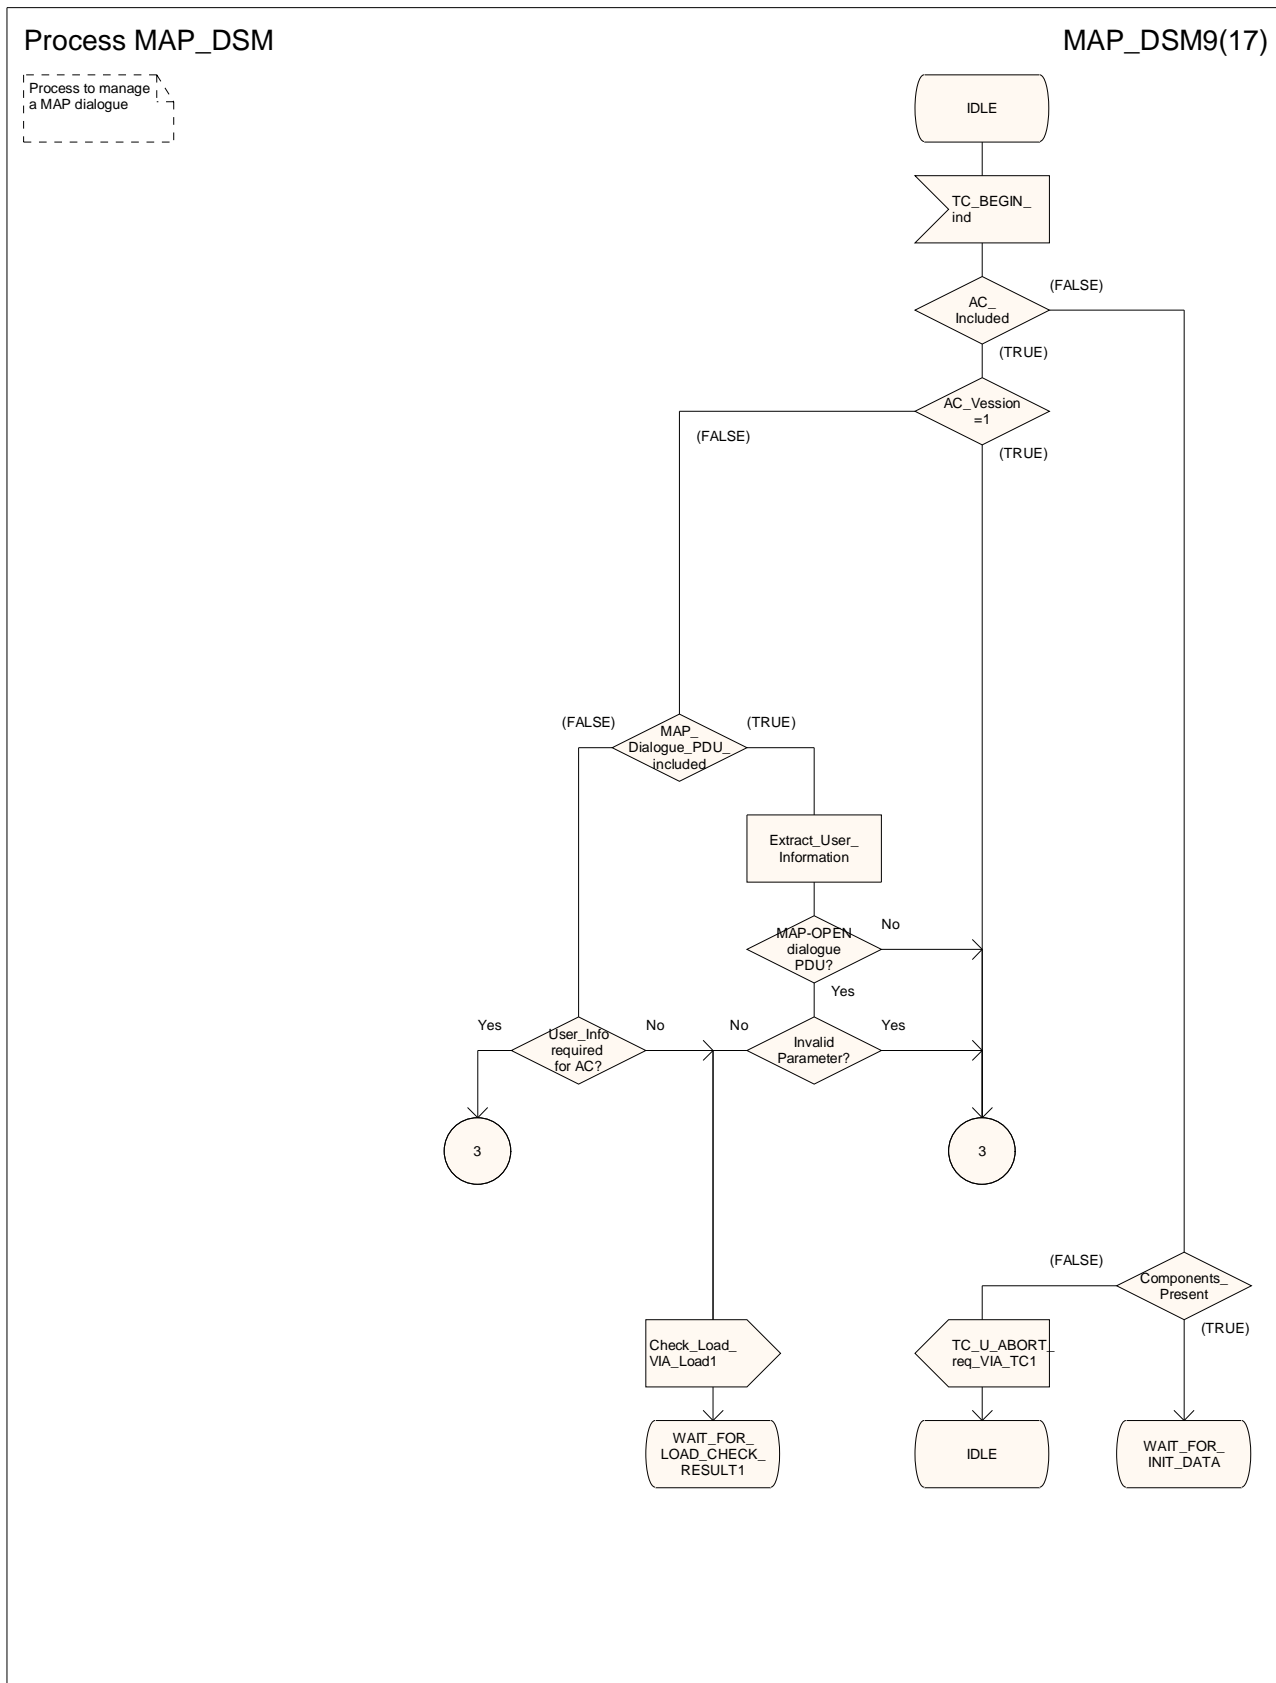 Process MAP_DSM
MAP_DSM9(17)
Process to manage
a MAP dialogue
IDLE
TC_BEGIN_
ind
(FALSE)
AC_
Included
(TRUE)
AC_Vession
=1
(FALSE)
(TRUE)
(FALSE)
(TRUE)
MAP_
Dialogue_PDU_
included
Extract_User_
Information
No
MAP-OPEN
dialogue
PDU?
Yes
Yes
No
No
Yes
User_Info
required
for AC?
Invalid
Parameter?
3
3
(FALSE)
Components_
Present
(TRUE)
Check_Load_
VIA_Load1
TC_U_ABORT_
req_VIA_TC1
WAIT_FOR_
LOAD_CHECK_
RESULT1
IDLE
WAIT_FOR_
INIT_DATA